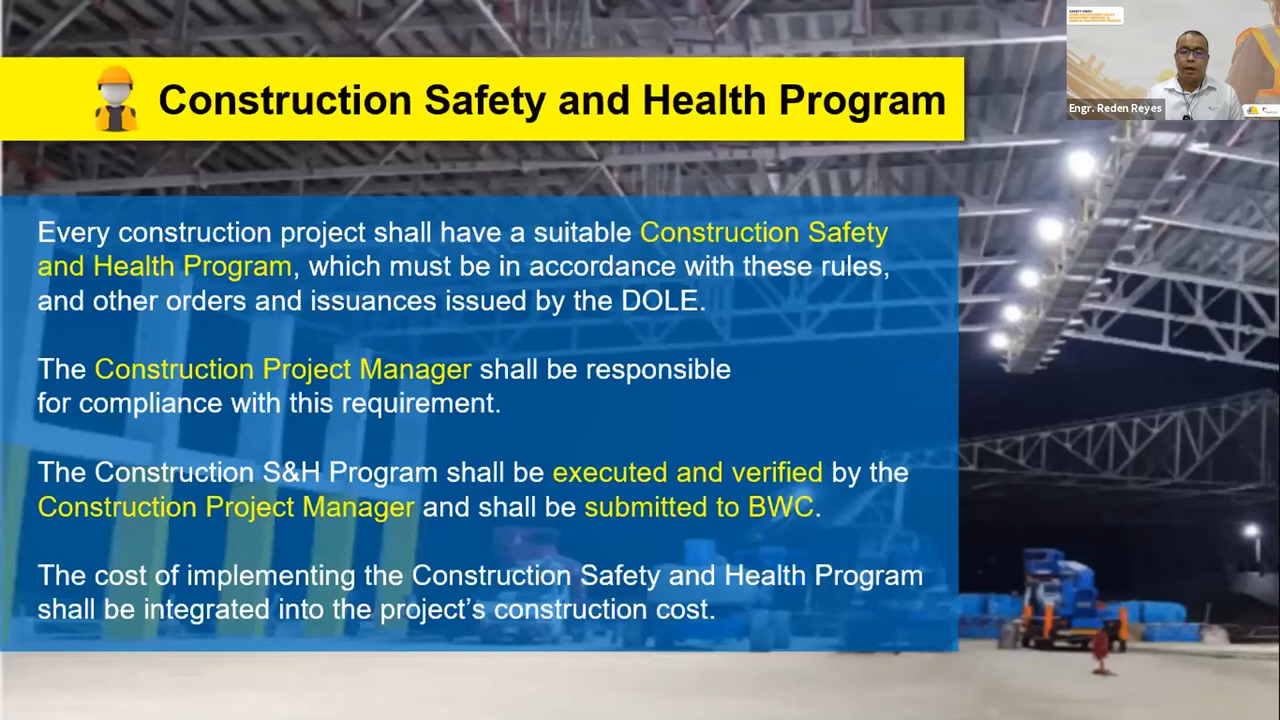 Construction Safety and Health Program
SAFETY FIRST:
Engr. Reden Reyes
Every construction project shall have a suitable Construction Safety
and Health Program, which must be in accordance with these rules,
and other orders and issuances issued by the DOLE.
The Construction Project Manager shall be responsible
for compliance with this requirement.
The Construction S&H Program shall be executed and verified by the
Construction Project Manager and shall be submitted to BWC.
The cost of implementing the Construction Safety and Health Program
shall be integrated into the project’s construction cost.